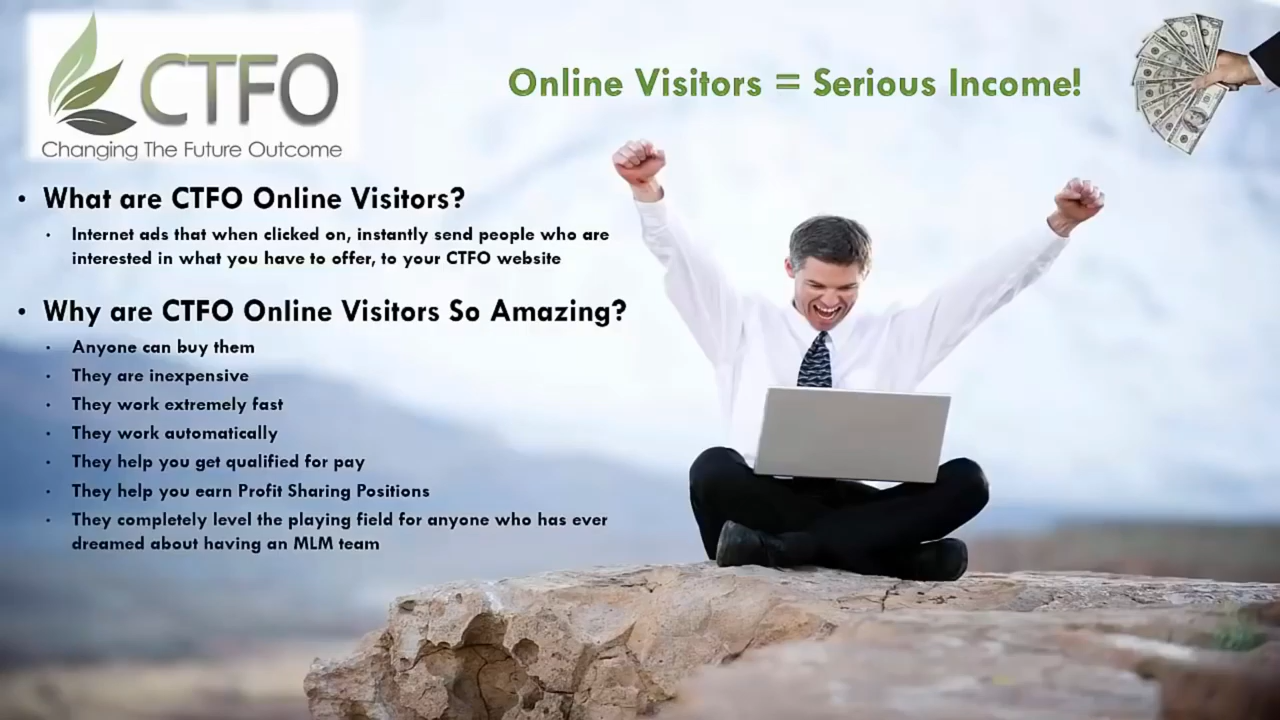 CTFO
Changing The Future Outcome
Online Visitors = Serious Income!
• What are CTFO Online Visitors?
• Internet ads that when clicked on, instantly send people who are
interested in what you have to offer, to your CTFO website
• Why are CTFO Online Visitors So Amazing?
• Anyone can buy them
• They are inexpensive
• They work extremely fast
• They work automatically
• They help you get qualified for pay
• They help you earn Profit Sharing Positions
• They completely level the playing field for anyone who has ever
dreamed about having an MLM team